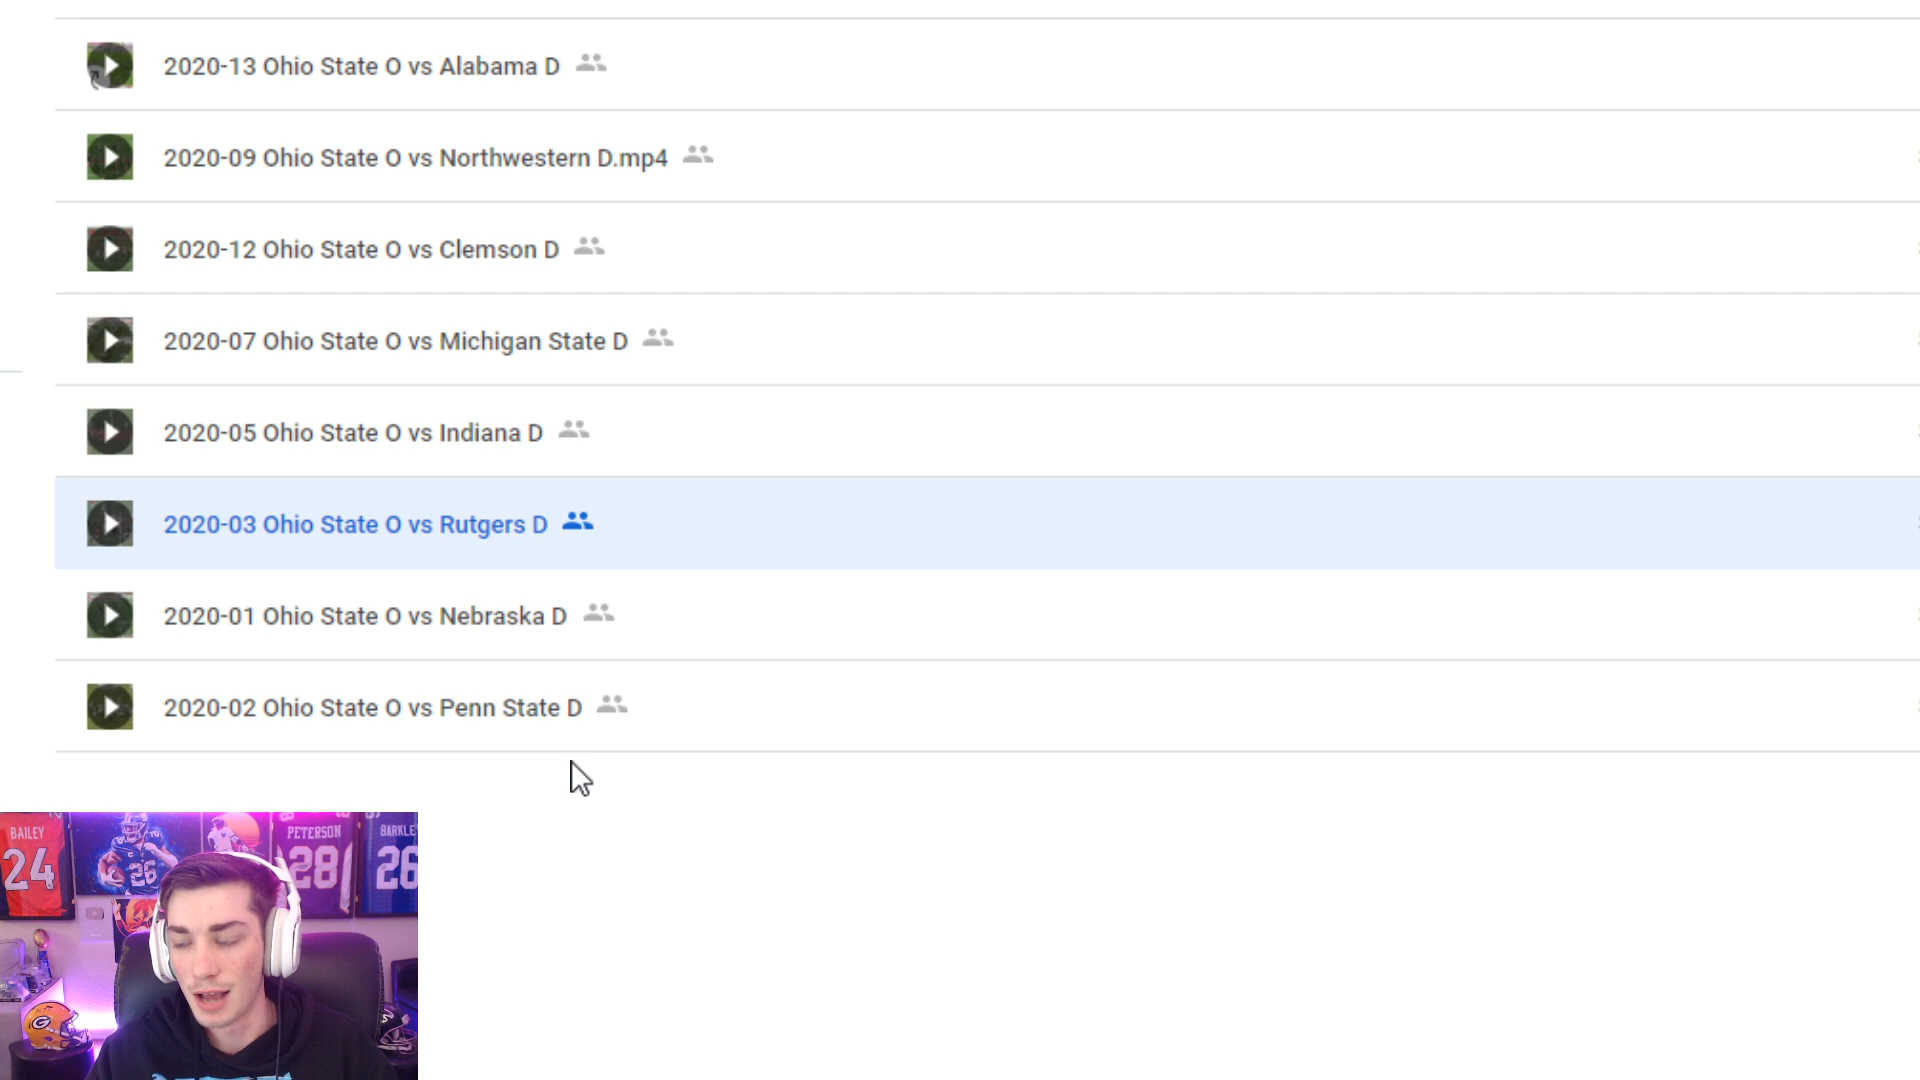 2020-13 Ohio State O vs Alabama D
2020-09 Ohio State O vs Northwestern D.mp4
2020-12 Ohio State O vs Clemson D
2020-07 Ohio State O vs Michigan State D
2020-05 Ohio State O vs Indiana D
2020-03 Ohio State O vs Rutgers D
2020-01 Ohio State O vs Nebraska D
2020-02 Ohio State O vs Penn State D
BAILEY
24
26
PETERSON
28
BARKLE
26
G